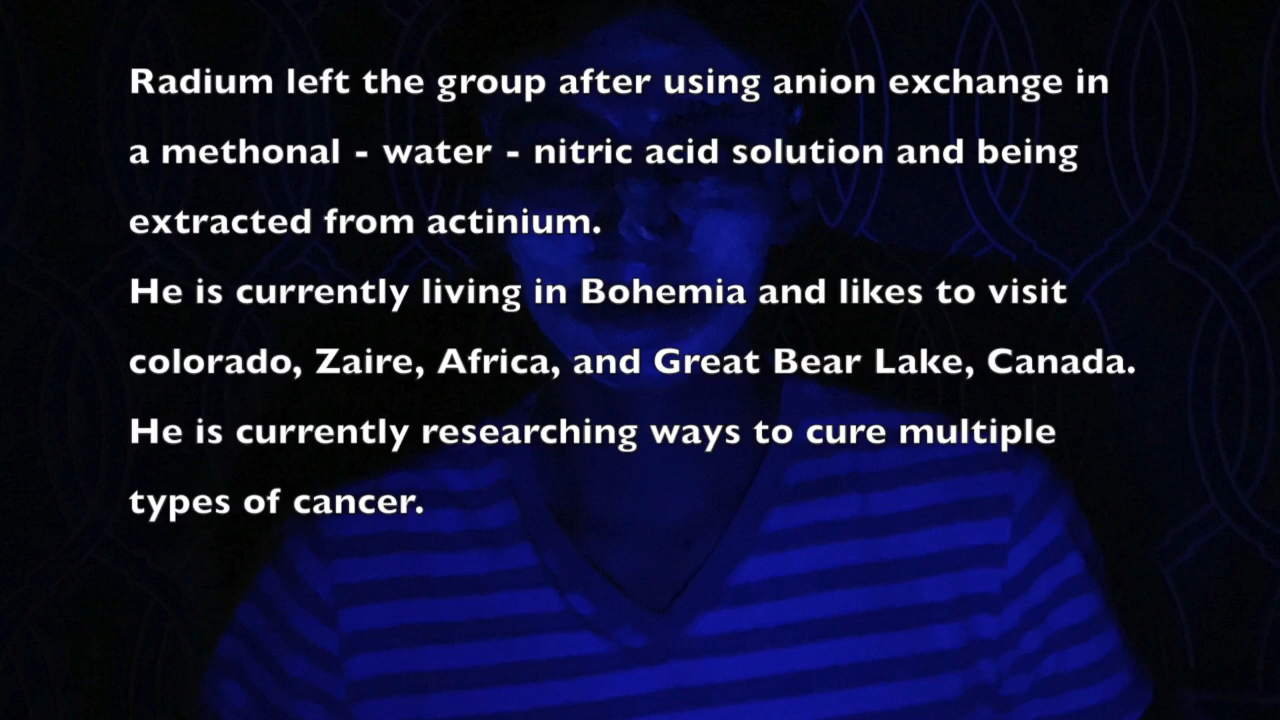 Radium left the group after using anion exchange in
a methonal - water - nitric acid solution and being
extracted from actinium.
He is currently living in Bohemia and likes to visit
colorado, Zaire, Africa, and Great Bear Lake, Canada.
He is currently researching ways to cure multiple
types of cancer.